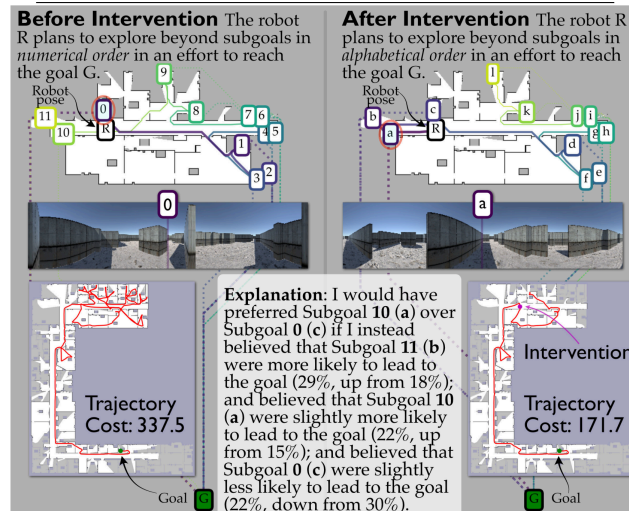 Before Intervention The robot
R plans to explore beyond subgoals in
numerical order in an effort to reach
the goal G.
Robot
pose
9
0
8
11
10
R
7
6
4
5
1
2
3
0
Trajectory
Cost: 337.5
Goal
G
After Intervention The robot R
plans to explore beyond subgoals in
alphabetical order in an effort to
reach the goal G.
Robot
pose
l
b
c
k
j
i
a
R
g
h
d
e
f
a
Intervention
Trajectory
Cost: 171.7
G
Goal
Explanation: I would have
preferred Subgoal 10 (a) over
Subgoal 0 (c) if I instead
believed that Subgoal 11 (b)
were more likely to lead to
the goal (29%, up from 18%);
and believed that Subgoal 10
(a) were slightly more likely
to lead to the goal (22%, up
from 15%); and believed that
Subgoal 0 (c) were slightly
less likely to lead to the goal
(22%, down from 30%).